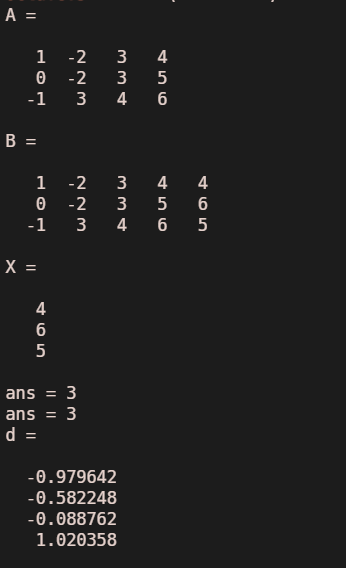 A =
1 -2 3 4
0 -2 3 5
-1 3 4 6
B =
1 -2 3 4 4
0 -2 3 5 6
-1 3 4 6 5
X =
4
6
5
ans = 3
ans = 3
d =
-0.979642
-0.582248
-0.088762
1.020358